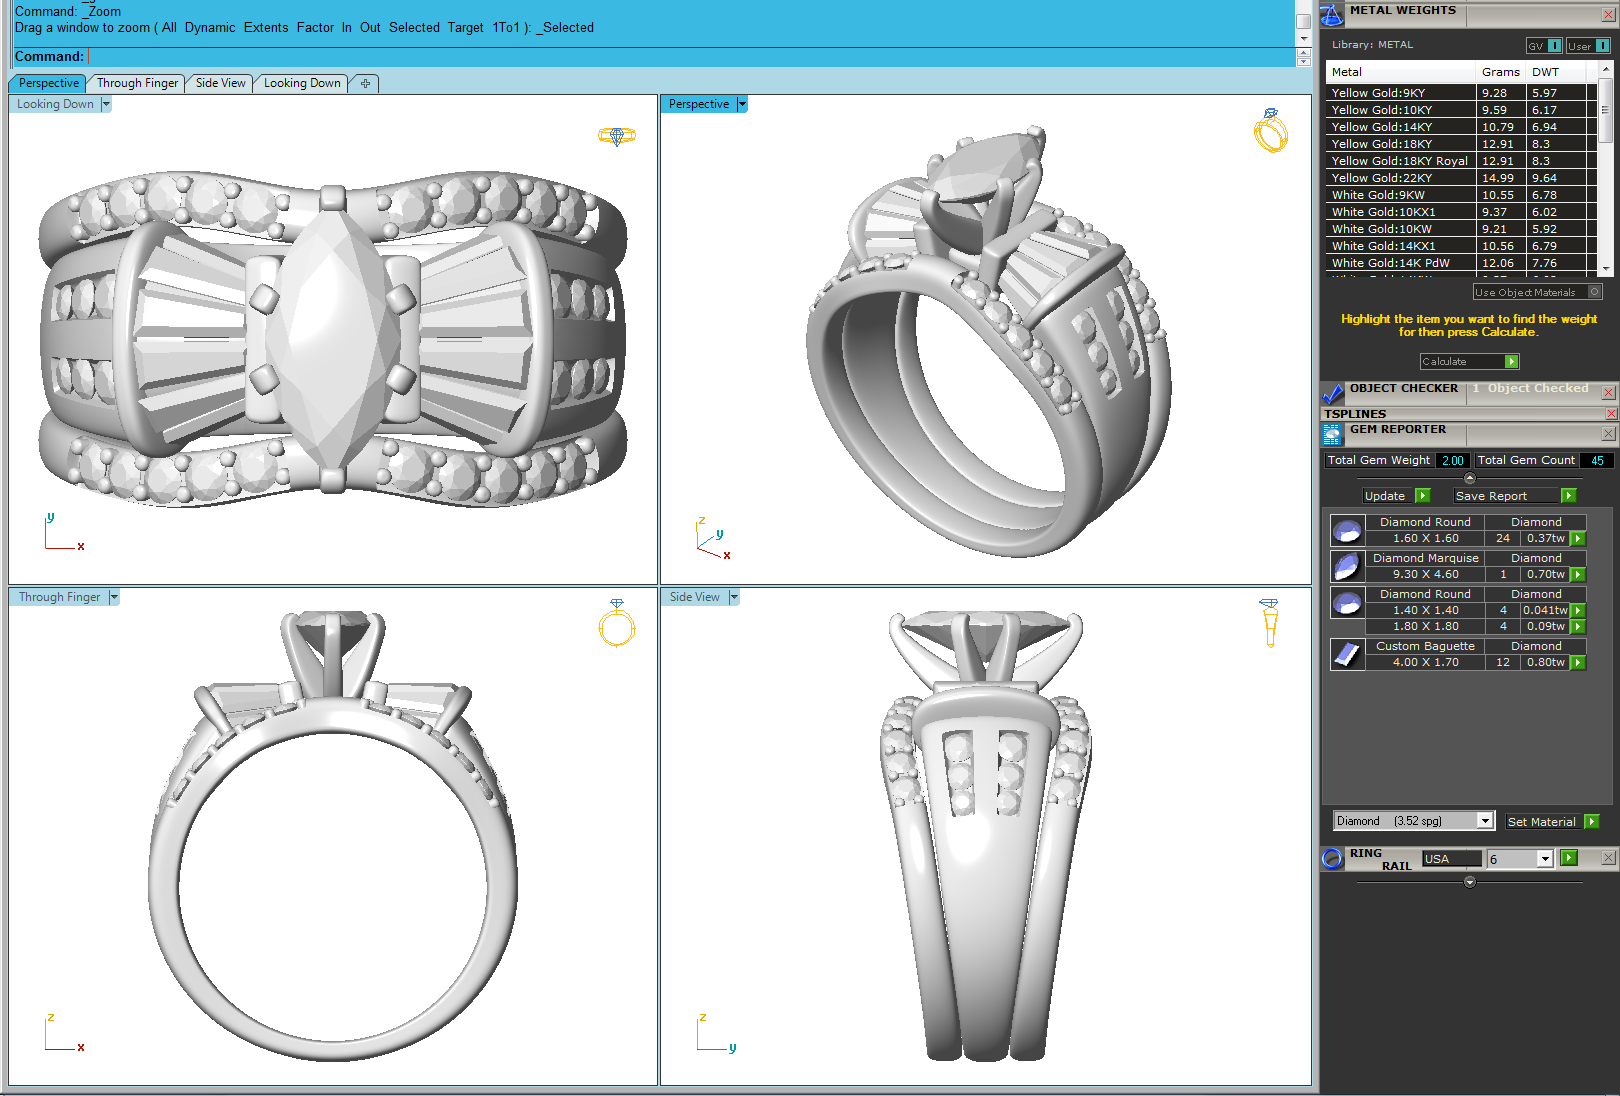 Command: _Zoom
Drag a window to zoom ( All Dynamic Extents Factor In Out Selected Target 1To1 ): _Selected
Command:
Perspective Through Finger Side View Looking Down
Looking Down
y
x
Perspective
z
y
x
Through Finger
z
x
Side View
z
y
METAL WEIGHTS
Library: METAL GV I User I
Metal Grams DWT
Yellow Gold:9KY 9.28 5.97
Yellow Gold:10KY 9.59 6.17
Yellow Gold:14KY 10.79 6.94
Yellow Gold:18KY 12.91 8.3
Yellow Gold:18KY Royal 12.91 8.3
Yellow Gold:22KY 14.99 9.64
White Gold:9KW 10.55 6.78
White Gold:10KX1 9.37 6.02
White Gold:10KW 9.21 5.92
White Gold:14KX1 10.56 6.79
White Gold:14K PdW 12.06 7.76
Use Object Materials O
Highlight the item you want to find the weight
for then press Calculate.
Calculate
OBJECT CHECKER 1 Object Checked
TSPLINES
GEM REPORTER
Total Gem Weight 2.00 Total Gem Count 45
Update Save Report
Diamond Round Diamond
1.60 X 1.60 24 0.37tw
Diamond Marquise Diamond
9.30 X 4.60 1 0.70tw
Diamond Round Diamond
1.40 X 1.40 4 0.041tw
1.80 X 1.80 4 0.09tw
Custom Baguette Diamond
4.00 X 1.70 12 0.80tw
Diamond (3.52 spg) Set Material
RING RAIL USA 6